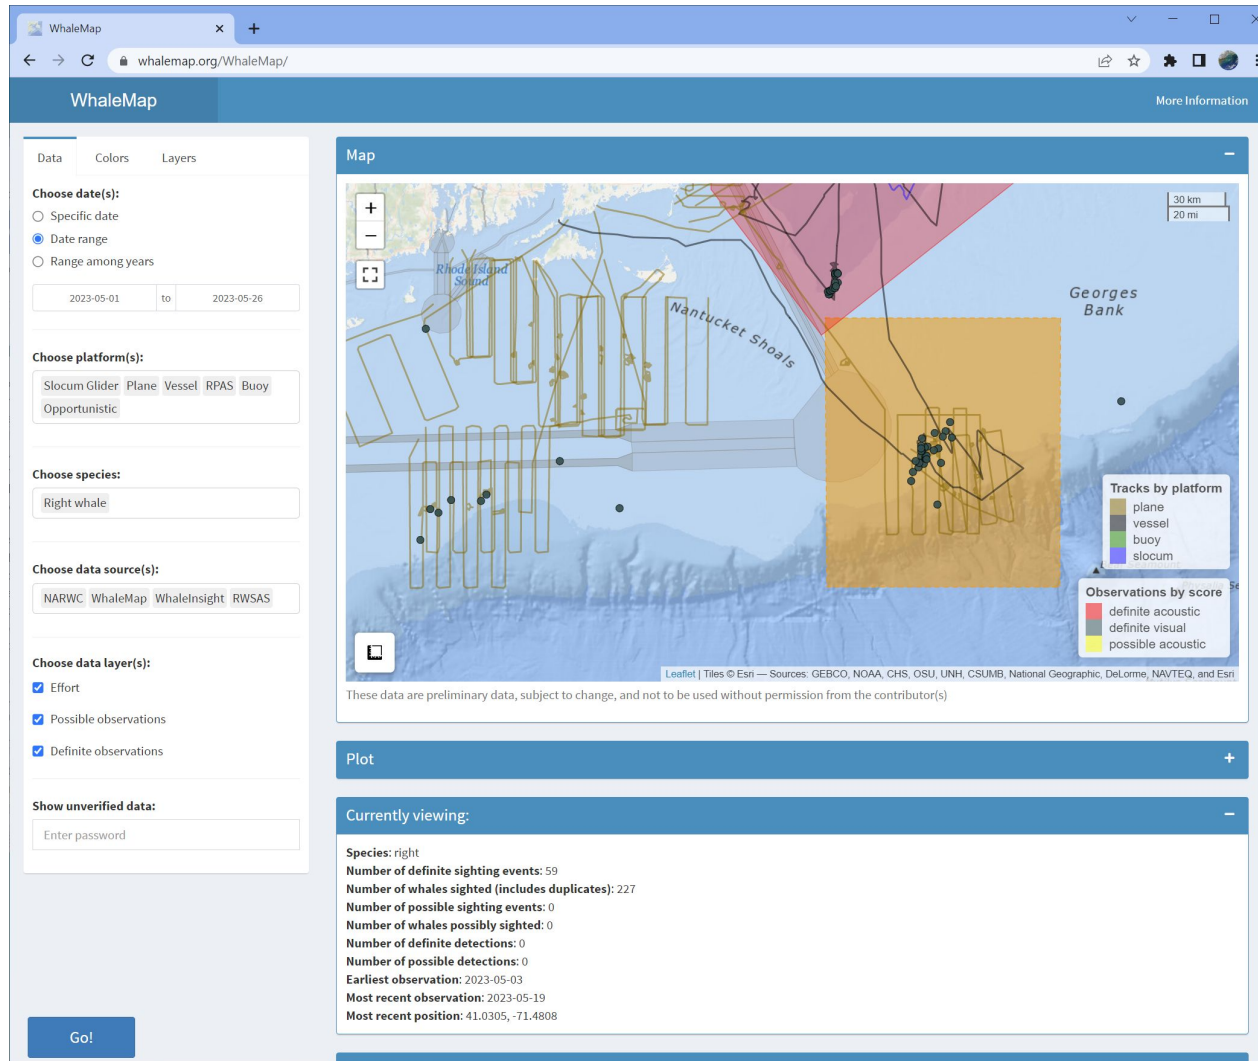 WhaleMap
whalemap.org/WhaleMap/
WhaleMap
More Information
Data Colors Layers
Choose date(s):
Specific date
Date range
Range among years
2023-05-01 to 2023-05-26
Choose platform(s):
Slocum Glider Plane Vessel RPAS Buoy
Opportunistic
Choose species:
Right whale
Choose data source(s):
NARWC WhaleMap WhaleInsight RWSAS
Choose data layer(s):
Effort
Possible observations
Definite observations
Show unverified data:
Enter password
Go!
Map
+
−
30 km
20 mi
Rhode Island
Sound
Nantucket Shoals
Georges
Bank
Tracks by platform
plane
vessel
buoy
slocum
Observations by score
definite acoustic
definite visual
possible acoustic
Leaflet | Tiles © Esri — Sources: GEBCO, NOAA, CHS, OSU, UNH, CSUMB, National Geographic, DeLorme, NAVTEQ, and Esri
These data are preliminary data, subject to change, and not to be used without permission from the contributor(s)
Plot
Currently viewing:
Species: right
Number of definite sighting events: 59
Number of whales sighted (includes duplicates): 227
Number of possible sighting events: 0
Number of whales possibly sighted: 0
Number of definite detections: 0
Number of possible detections: 0
Earliest observation: 2023-05-03
Most recent observation: 2023-05-19
Most recent position: 41.0305, -71.4808